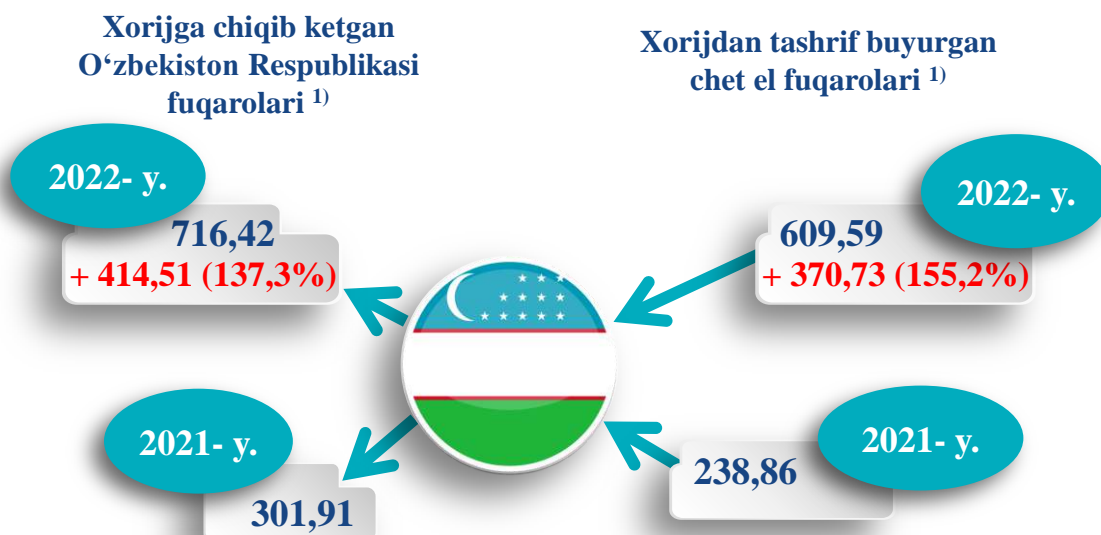 Xorijga chiqib ketgan
O‘zbekiston Respublikasi
fuqarolari 1)
Xorijdan tashrif buyurgan
chet el fuqarolari 1)
2022- y.
716,42
+ 414,51 (137,3%)
2022- y.
609,59
+ 370,73 (155,2%)
2021- y.
301,91
2021- y.
238,86